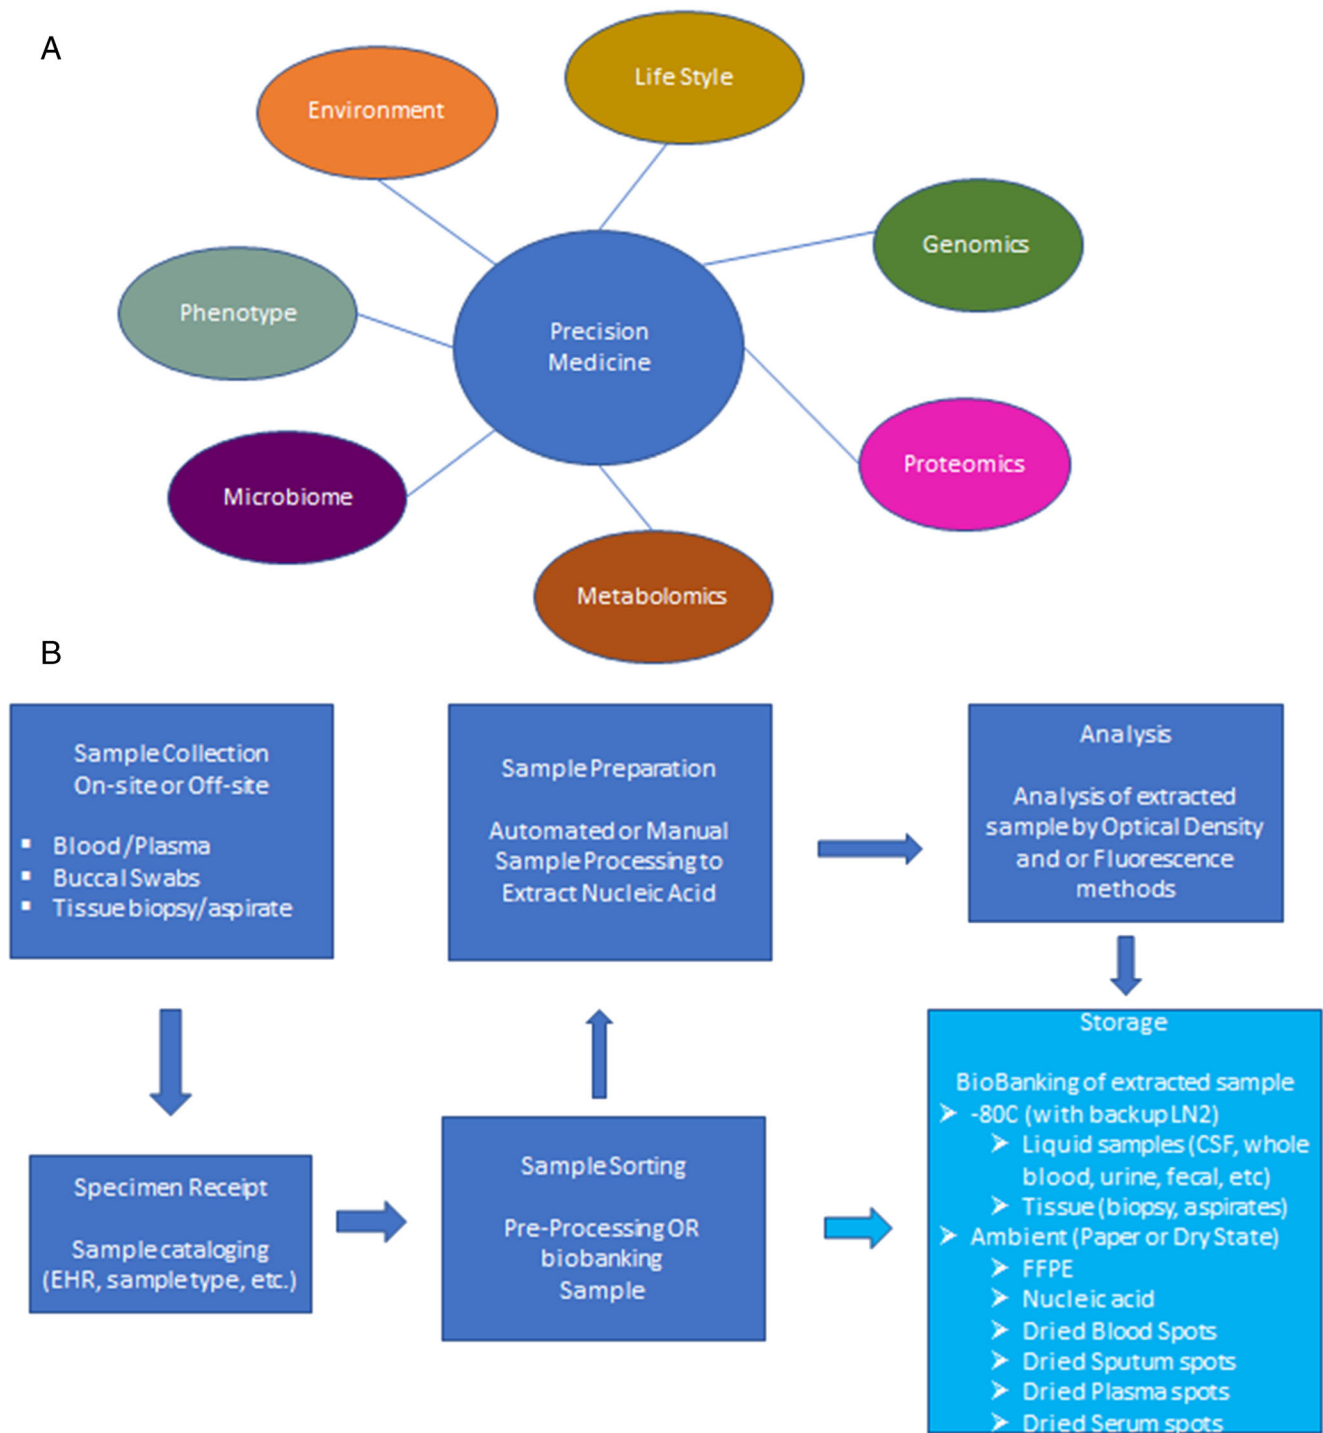 A
Environment
Life Style
Genomics
Phenotype
Precision
Medicine
Proteomics
Microbiome
Metabolomics
B
Sample Collection
On-site or Off-site
▪ Blood/Plasma
▪ Buccal Swabs
▪ Tissue biopsy/aspirate
Specimen Receipt
Sample cataloging
(EHR, sample type, etc.)
Sample Sorting
Pre-Processing OR
biobanking
Sample
Sample Preparation
Automated or Manual
Sample Processing to
Extract Nucleic Acid
Analysis
Analysis of extracted
sample by Optical Density
and or Fluorescence
methods
Storage
BioBanking of extracted sample
➤ -80C (with backup LN2)
➤ Liquid samples (CSF, whole
blood, urine, fecal, etc)
➤ Tissue (biopsy, aspirates)
➤ Ambient (Paper or Dry State)
➤ FFPE
➤ Nucleic acid
➤ Dried Blood Spots
➤ Dried Sputum spots
➤ Dried Plasma spots
➤ Dried Serum spots